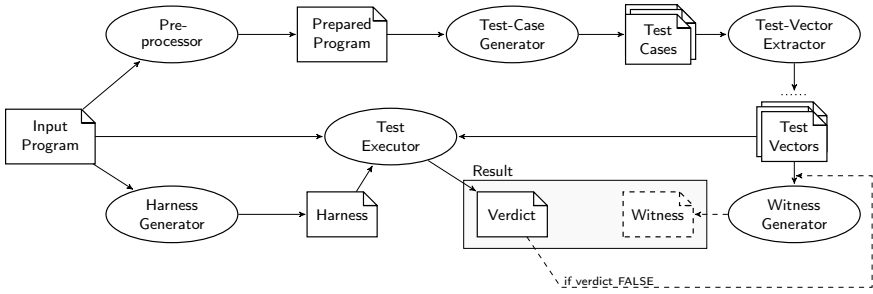 Pre-
processor
Prepared
Program
Test-Case
Generator
Test
Cases
Test-Vector
Extractor
Input
Program
Test
Executor
Test
Vectors
Harness
Generator
Harness
Result
Verdict
Witness
Witness
Generator
if verdict FALSE